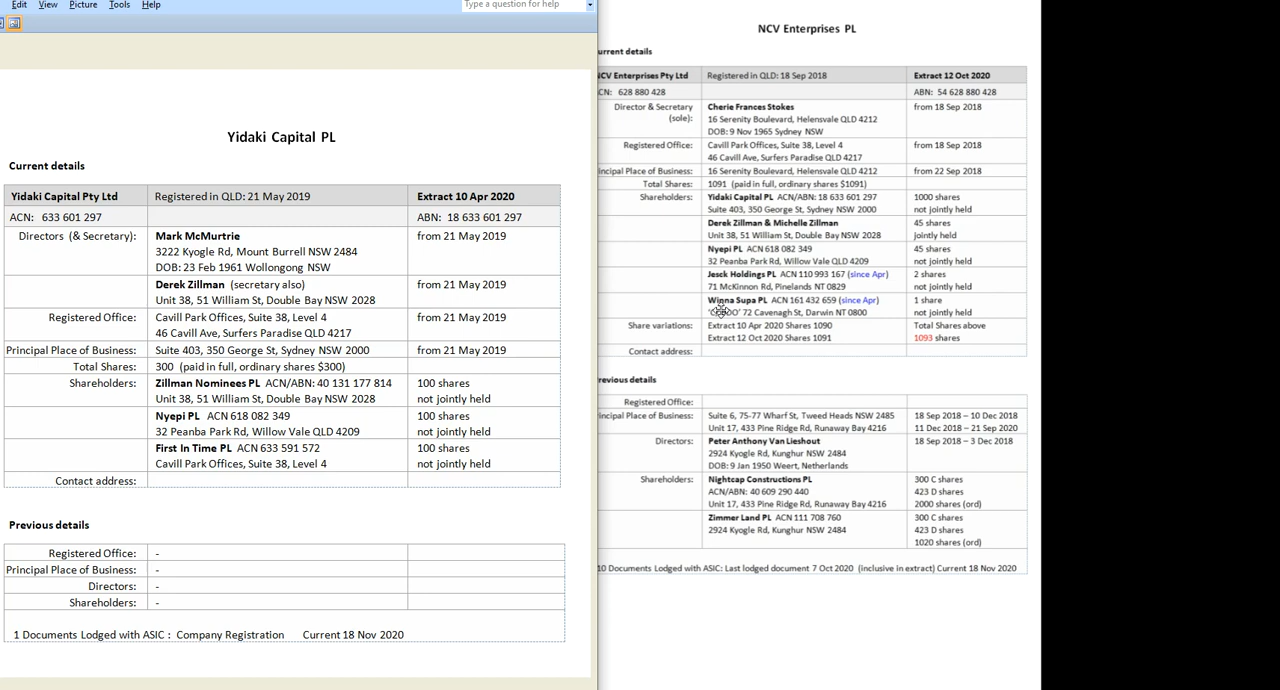 Edit View Picture Tools Help
Type a question for help
Yidaki Capital PL
Current details
Yidaki Capital Pty Ltd Registered in QLD: 21 May 2019 Extract 10 Apr 2020
ACN: 633 601 297 ABN: 18 633 601 297
Directors (& Secretary): Mark McMurtrie from 21 May 2019
3222 Kyogle Rd, Mount Burrell NSW 2484
DOB: 23 Feb 1961 Wollongong NSW
Derek Zillman (secretary also) from 21 May 2019
Unit 38, 51 William St, Double Bay NSW 2028
Registered Office: Cavill Park Offices, Suite 38, Level 4 from 21 May 2019
46 Cavill Ave, Surfers Paradise QLD 4217
Principal Place of Business: Suite 403, 350 George St, Sydney NSW 2000 from 21 May 2019
Total Shares: 300 (paid in full, ordinary shares $300)
Shareholders: Zillman Nominees PL ACN/ABN: 40 131 177 814 100 shares
Unit 38, 51 William St, Double Bay NSW 2028 not jointly held
Nyepi PL ACN 618 082 349 100 shares
32 Peanba Park Rd, Willow Vale QLD 4209 not jointly held
First In Time PL ACN 633 591 572 100 shares
Cavill Park Offices, Suite 38, Level 4 not jointly held
Contact address:
Previous details
Registered Office: -
Principal Place of Business: -
Directors: -
Shareholders: -
1 Documents Lodged with ASIC : Company Registration Current 18 Nov 2020
NCV Enterprises PL
urrent details
NCV Enterprises Pty Ltd Registered in QLD: 18 Sep 2018 Extract 12 Oct 2020
CN: 628 880 428 ABN: 54 628 880 428
Director & Secretary Cherie Frances Stokes from 18 Sep 2018
(sole): 16 Serenity Boulevard, Helensvale QLD 4212
DOB: 9 Nov 1965 Sydney NSW
Registered Office: Cavill Park Offices, Suite 38, Level 4 from 18 Sep 2018
46 Cavill Ave, Surfers Paradise QLD 4217
rincipal Place of Business: 16 Serenity Boulevard, Helensvale QLD 4212 from 22 Sep 2018
Total Shares: 1091 (paid in full, ordinary shares $1091)
Shareholders: Yidaki Capital PL ACN/ABN: 18 633 601 297 1000 shares
Suite 403, 350 George St, Sydney NSW 2000 not jointly held
Derek Zillman & Michelle Zillman 45 shares
Unit 38, 51 William St, Double Bay NSW 2028 jointly held
Nyepi PL ACN 618 082 349 45 shares
32 Peanba Park Rd, Willow Vale QLD 4209 not jointly held
Jesck Holdings PL ACN 110 993 167 (since Apr) 2 shares
71 McKinnon Rd, Pinelands NT 0829 not jointly held
Winna Supa PL ACN 161 432 659 (since Apr) 1 share
72 Cavenagh St, Darwin NT 0800 not jointly held
Share variations: Extract 10 Apr 2020 Shares 1090 Total Shares above
Extract 12 Oct 2020 Shares 1091 1093 shares
Contact address:
revious details
Registered Office:
rincipal Place of Business: Suite 6, 75-77 Wharf St, Tweed Heads NSW 2485 18 Sep 2018 – 10 Dec 2018
Unit 17, 433 Pine Ridge Rd, Runaway Bay 4216 11 Dec 2018 – 21 Sep 2020
Directors: Peter Anthony Van Lieshout 18 Sep 2018 – 3 Dec 2018
2924 Kyogle Rd, Kunghur NSW 2484
DOB: 9 Jan 1950 Weert, Netherlands
Shareholders: Nightcap Constructions PL 300 C shares
ACN/ABN: 40 609 290 440 423 D shares
Unit 17, 433 Pine Ridge Rd, Runaway Bay 4216 2000 shares (ord)
Zimmer Land PL ACN 111 708 760 300 C shares
2924 Kyogle Rd, Kunghur NSW 2484 423 D shares
1020 shares (ord)
10 Documents Lodged with ASIC: Last lodged document 7 Oct 2020 (inclusive in extract) Current 18 Nov 2020